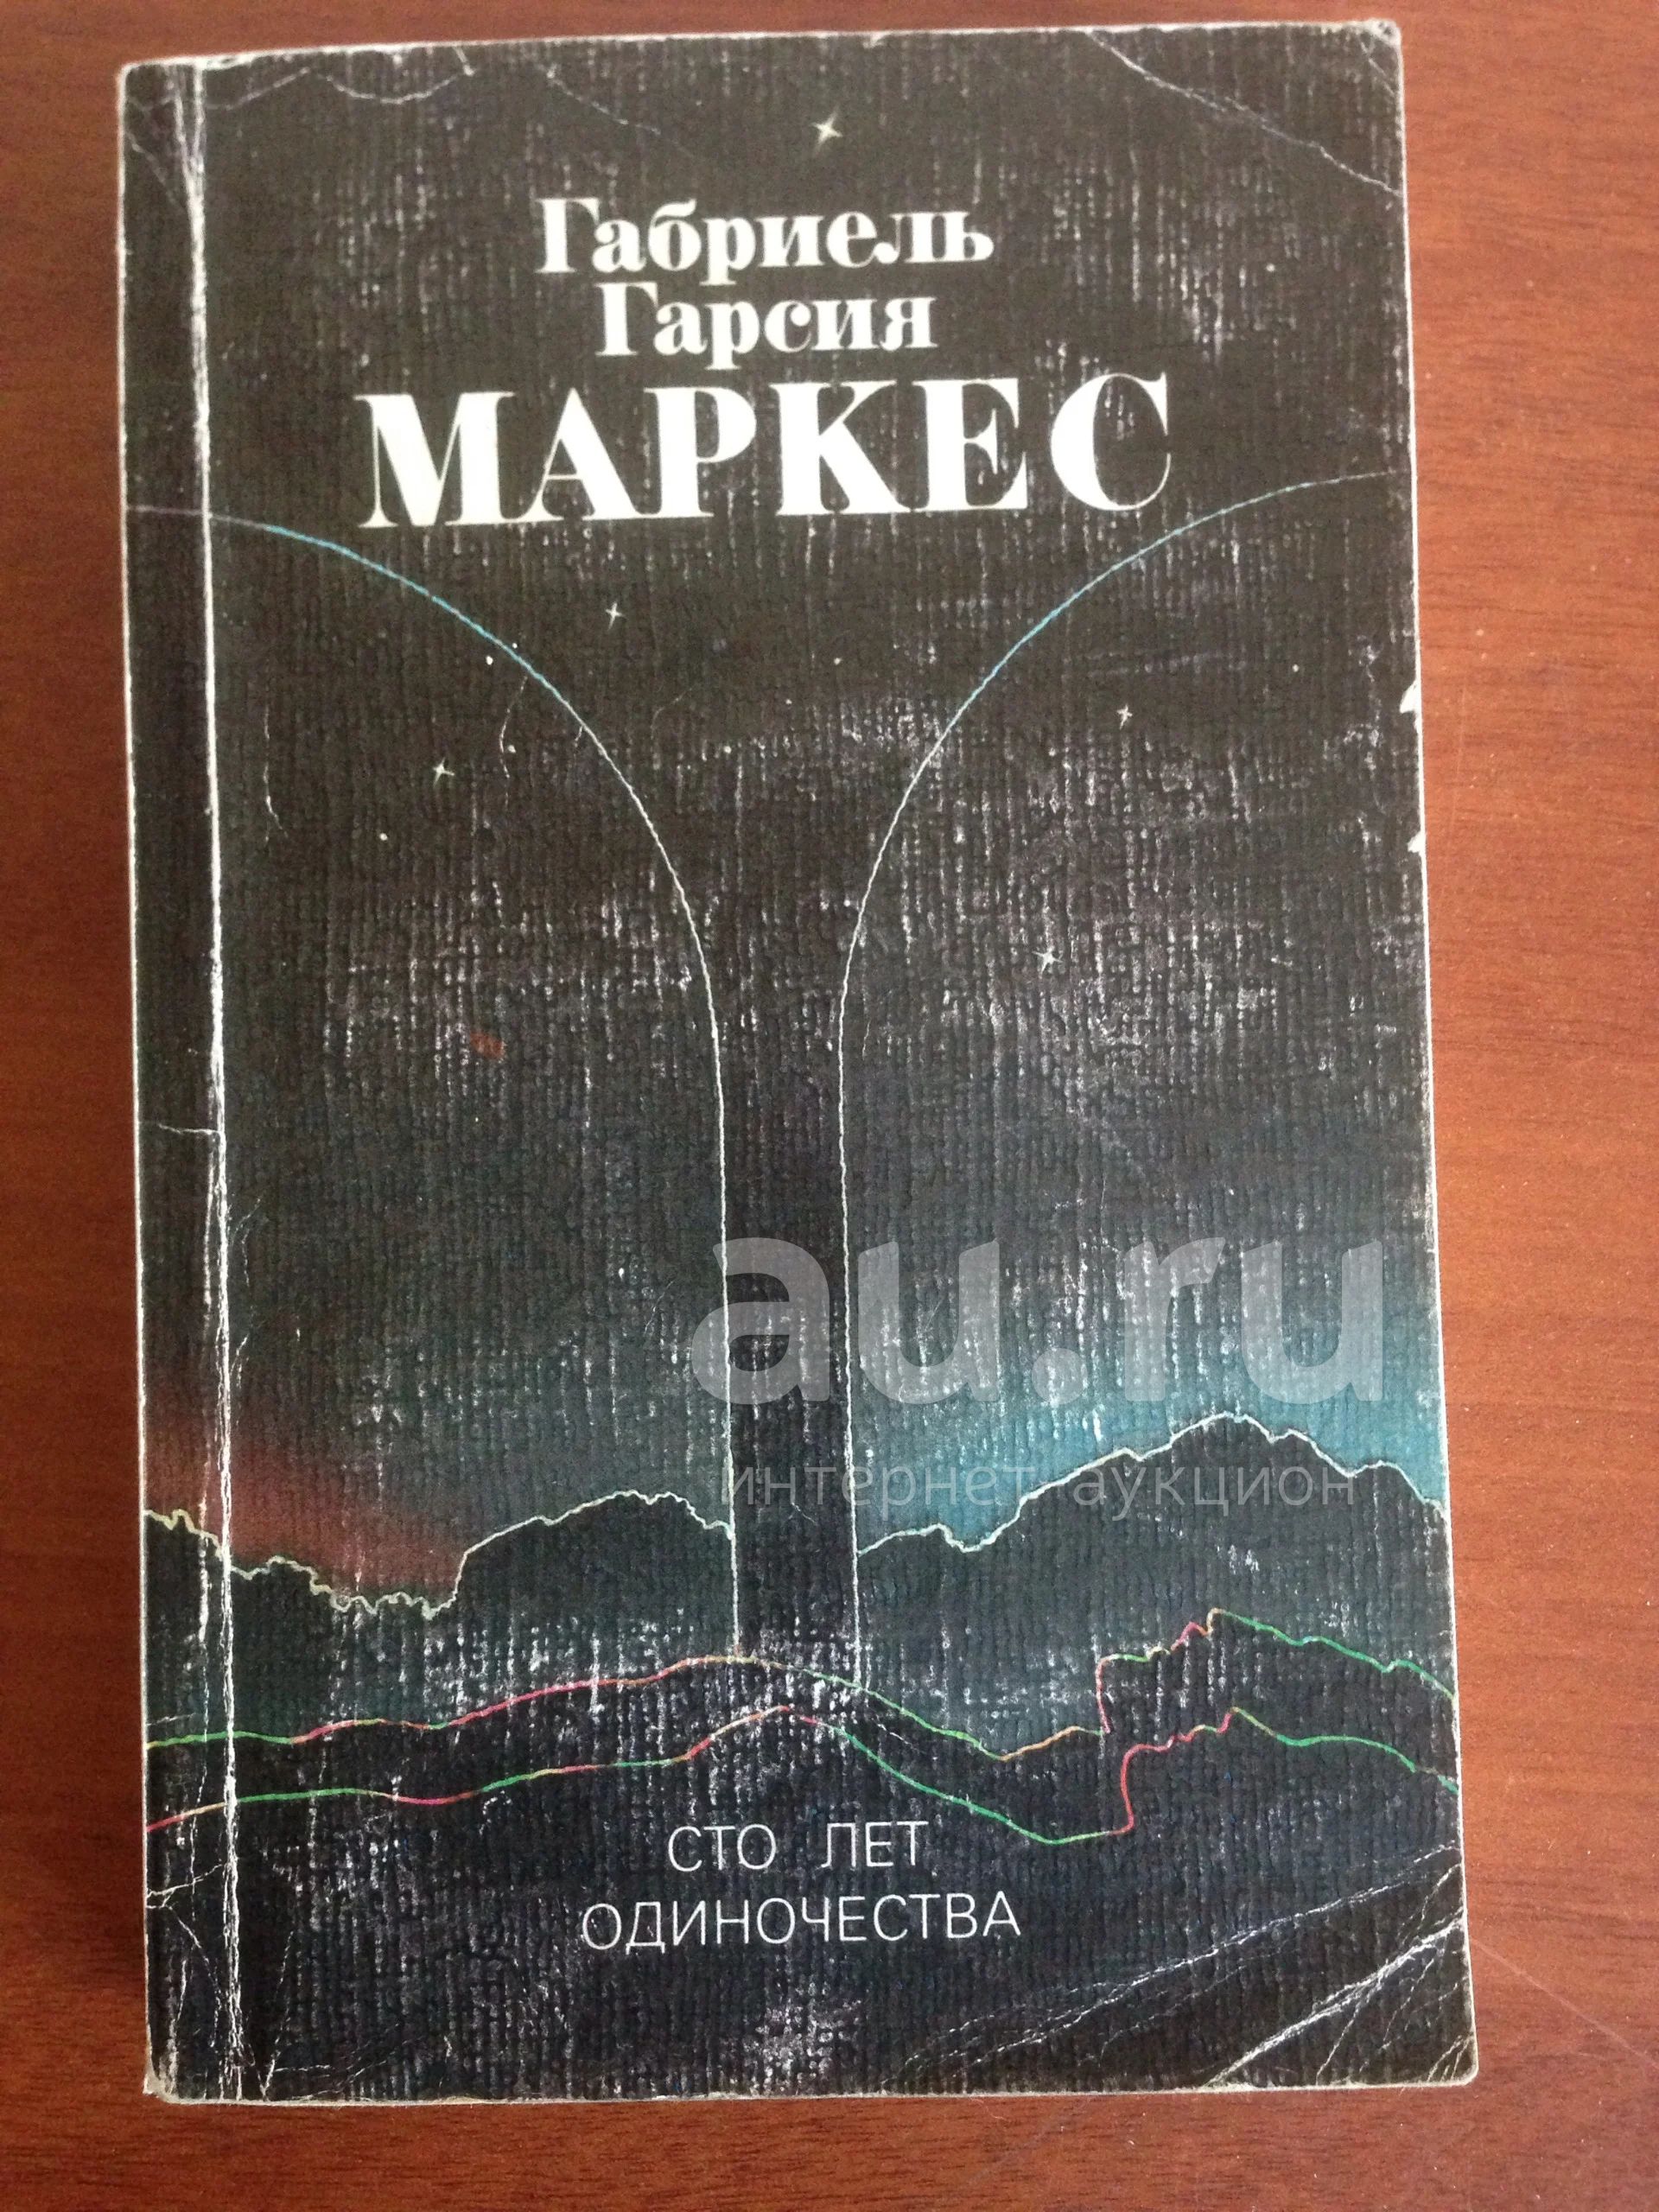 Габриель
Гарсия
МАРКЕС
au.ru
интернет аукцион
СТО ЛЕТ
ОДИНОЧЕСТВА